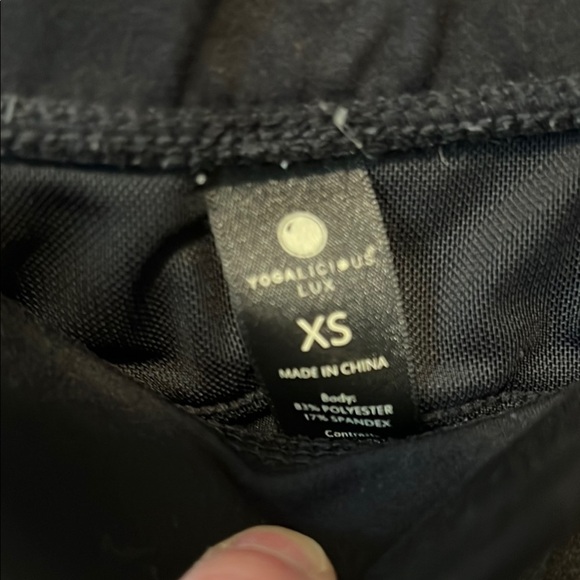 YOGALICIOUS
LUX
XS
MADE IN CHINA
Body:
83% POLYESTER
17% SPANDEX